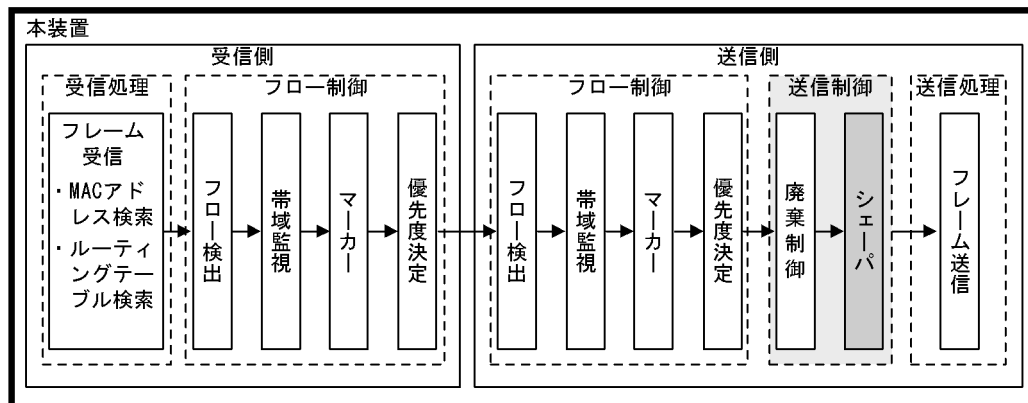 本装置
受信側
受信処理
フレーム
受信
・MACアド
レス検索
・ルーティ
ングテー
ブル検索
フロー制御
フロー検出
帯域監視
マーカー
優先度決定
送信側
フロー制御
フロー検出
帯域監視
マーカー
優先度決定
送信制御
廃棄制御
シェーパ
送信処理
フレーム送信